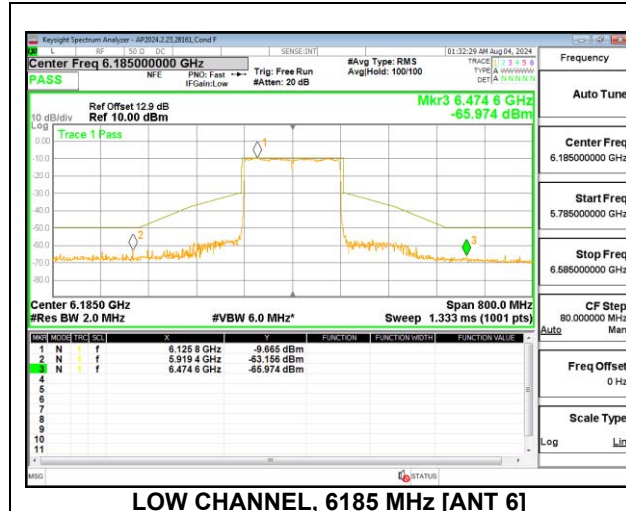 Keysight Spectrum Analyzer - AP2024.2.23,28161, Cond F
RL RF 50 Ω DC SENSE:INT 01:32:29 AM Aug 04, 2024
Center Freq 6.185000000 GHz
PASS
NFE PNO: Fast Trig: Free Run
IFGain:Low #Atten: 20 dB
#Avg Type: RMS
Avg|Hold: 100/100
TRACE 1 2 3 4 5 6
TYPE A WWWWW
DET A NNNNN
Ref Offset 12.9 dB
10 dB/div Ref 10.00 dBm
Mkr3 6.474 6 GHz
-65.974 dBm
Log
Trace 1 Pass
0.00
-10.0
-20.0
-30.0
-40.0
-50.0
-60.0
-70.0
-80.0
1
2
3
Center 6.1850 GHz Span 800.0 MHz
#Res BW 2.0 MHz #VBW 6.0 MHz* Sweep 1.333 ms (1001 pts)
MKR MODE TRC SCL X Y FUNCTION FUNCTION WIDTH FUNCTION VALUE
1 N 1 f 6.125 8 GHz -9.665 dBm
2 N 1 f 5.919 4 GHz -63.156 dBm
3 N 1 f 6.474 6 GHz -65.974 dBm
4
5
6
7
8
9
10
11
MSG STATUS
Frequency
Auto Tune
Center Freq
6.185000000 GHz
Start Freq
5.785000000 GHz
Stop Freq
6.585000000 GHz
CF Step
80.000000 MHz
Auto Man
Freq Offset
0 Hz
Scale Type
Log Lin
LOW CHANNEL, 6185 MHz [ANT 6]